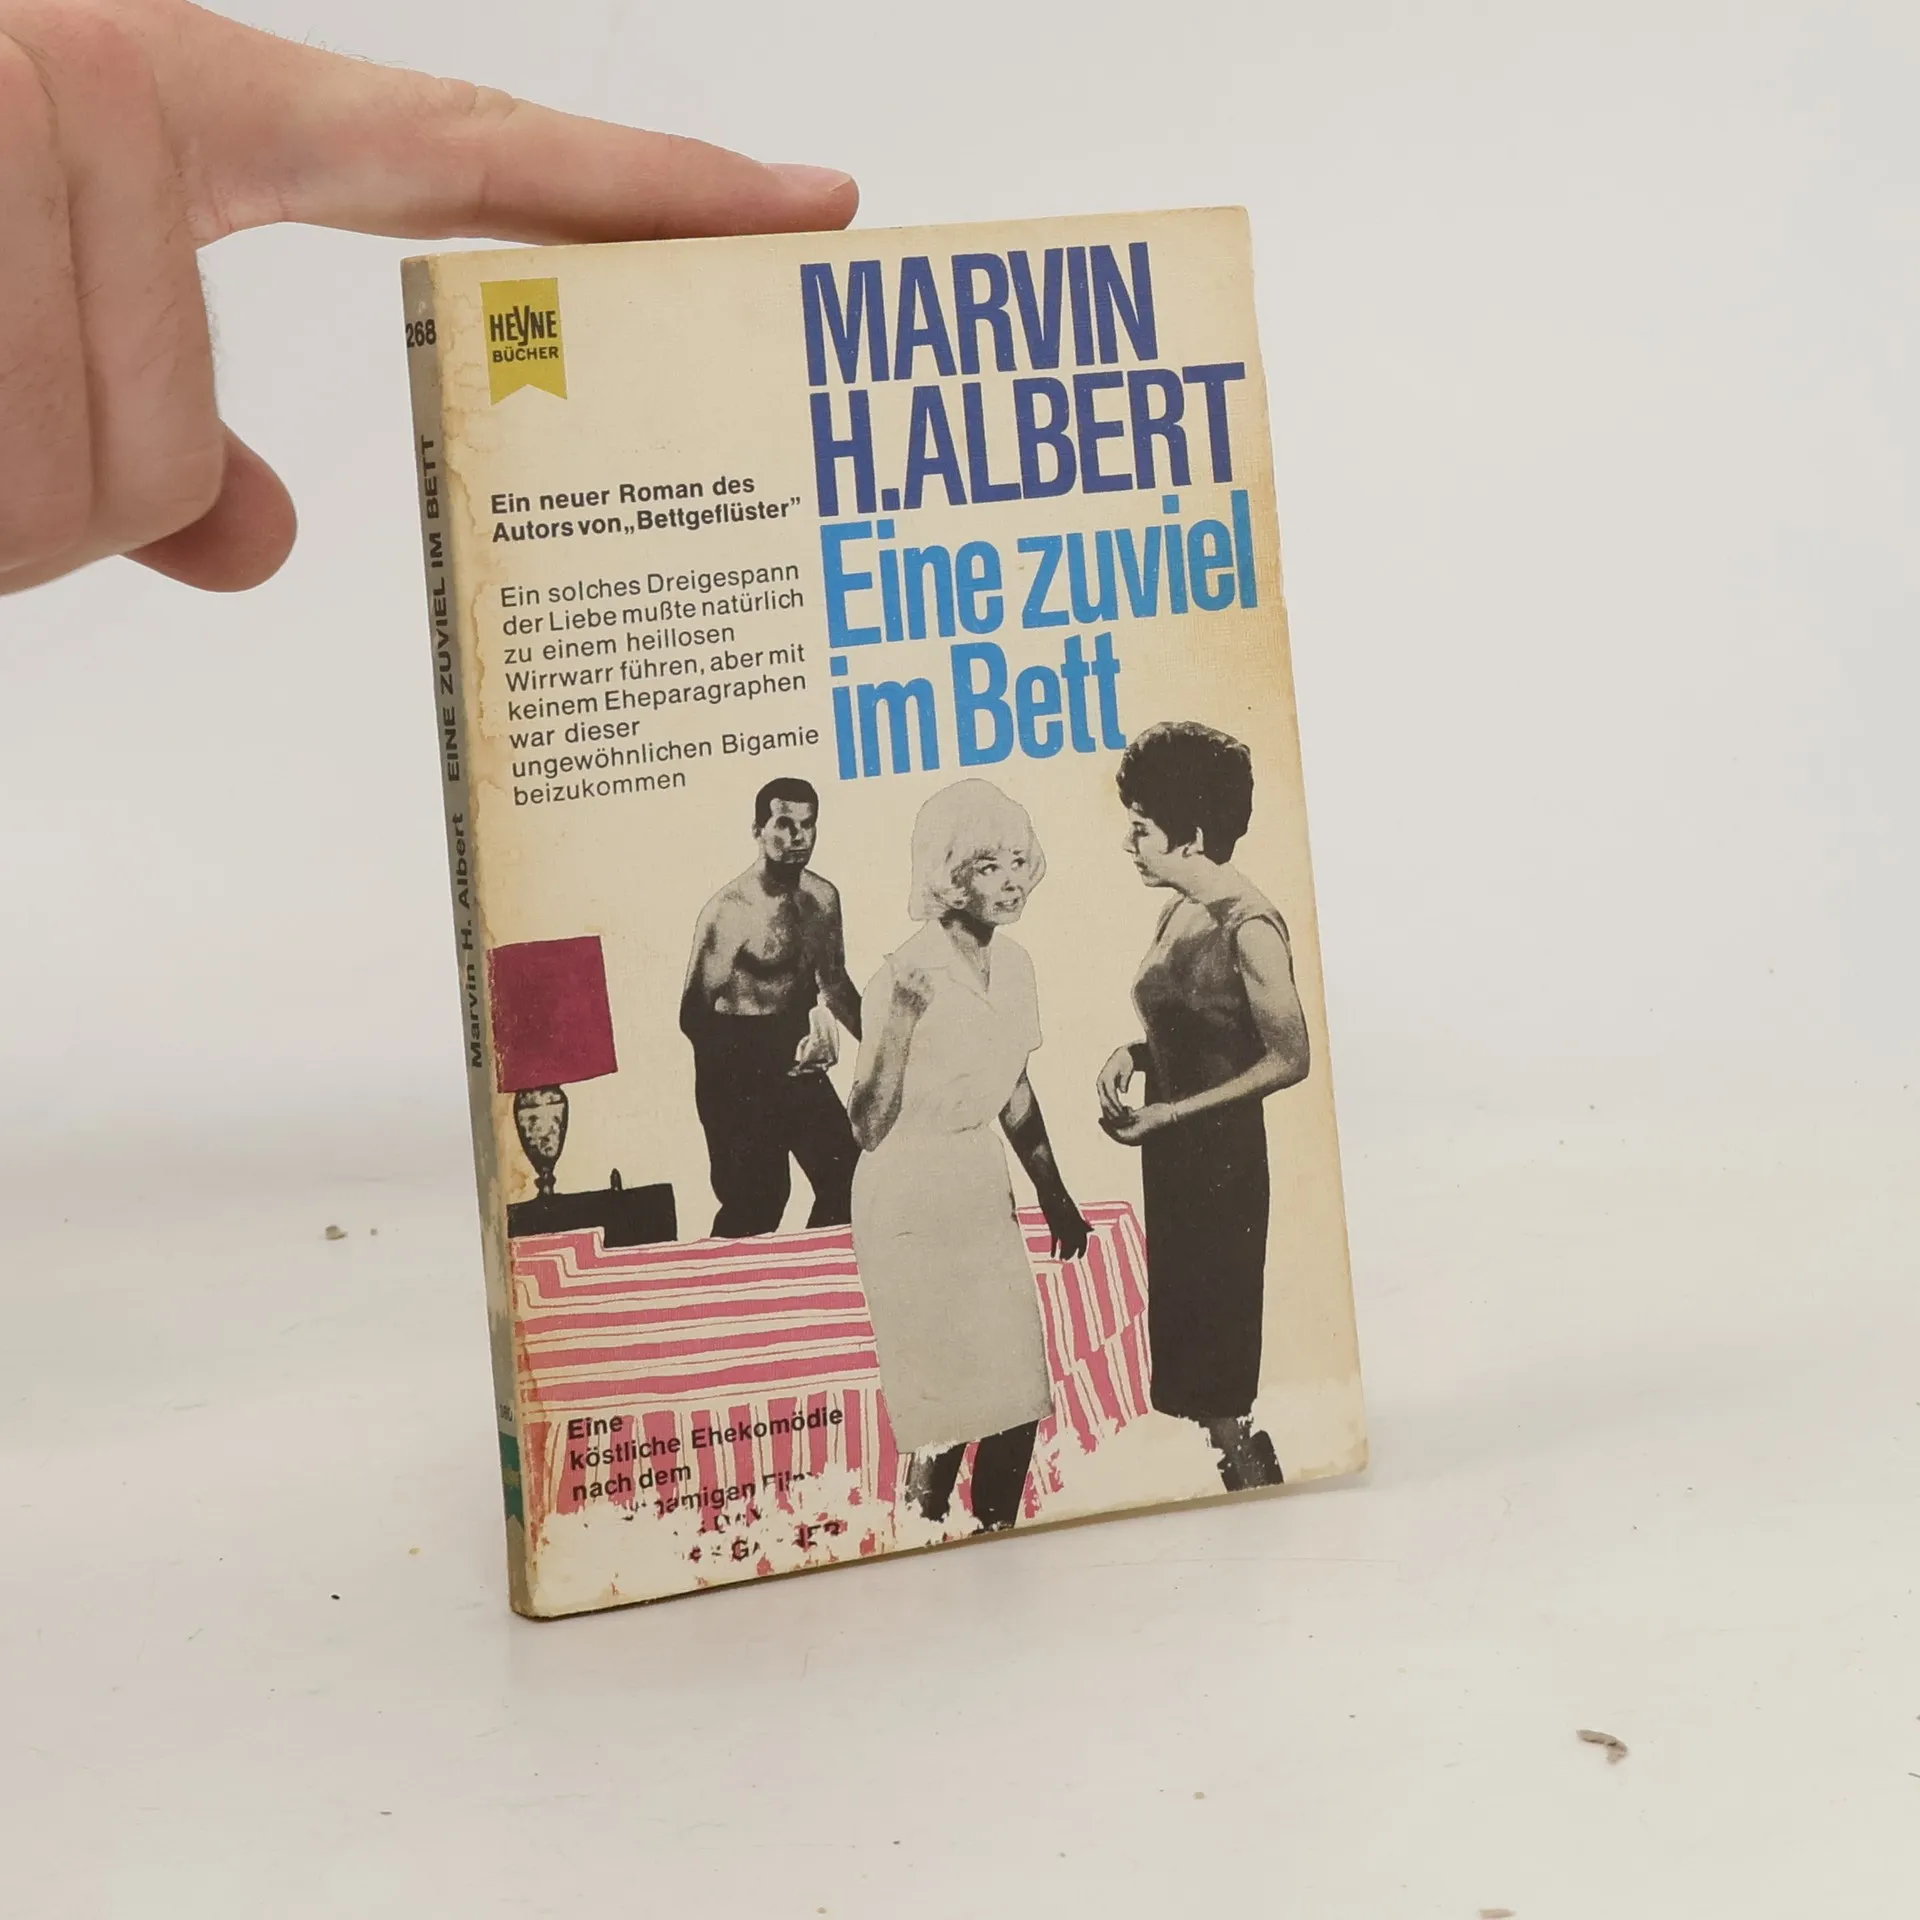 268
Marvin H. Albert EINE ZUVIEL IM BETT
HEYNE
BÜCHER
MARVIN
H.ALBERT
Eine zuviel
im Bett
Ein neuer Roman des
Autors von „Bettgeflüster”
Ein solches Dreigespann
der Liebe mußte natürlich
zu einem heillosen
Wirrwarr führen, aber mit
keinem Eheparagraphen
war dieser
ungewöhnlichen Bigamie
beizukommen
Eine
köstliche Ehekomödie
nach dem